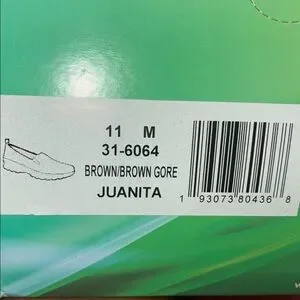 11 M
31-6064
BROWN/BROWN GORE
JUANITA
1 93073 80436 8